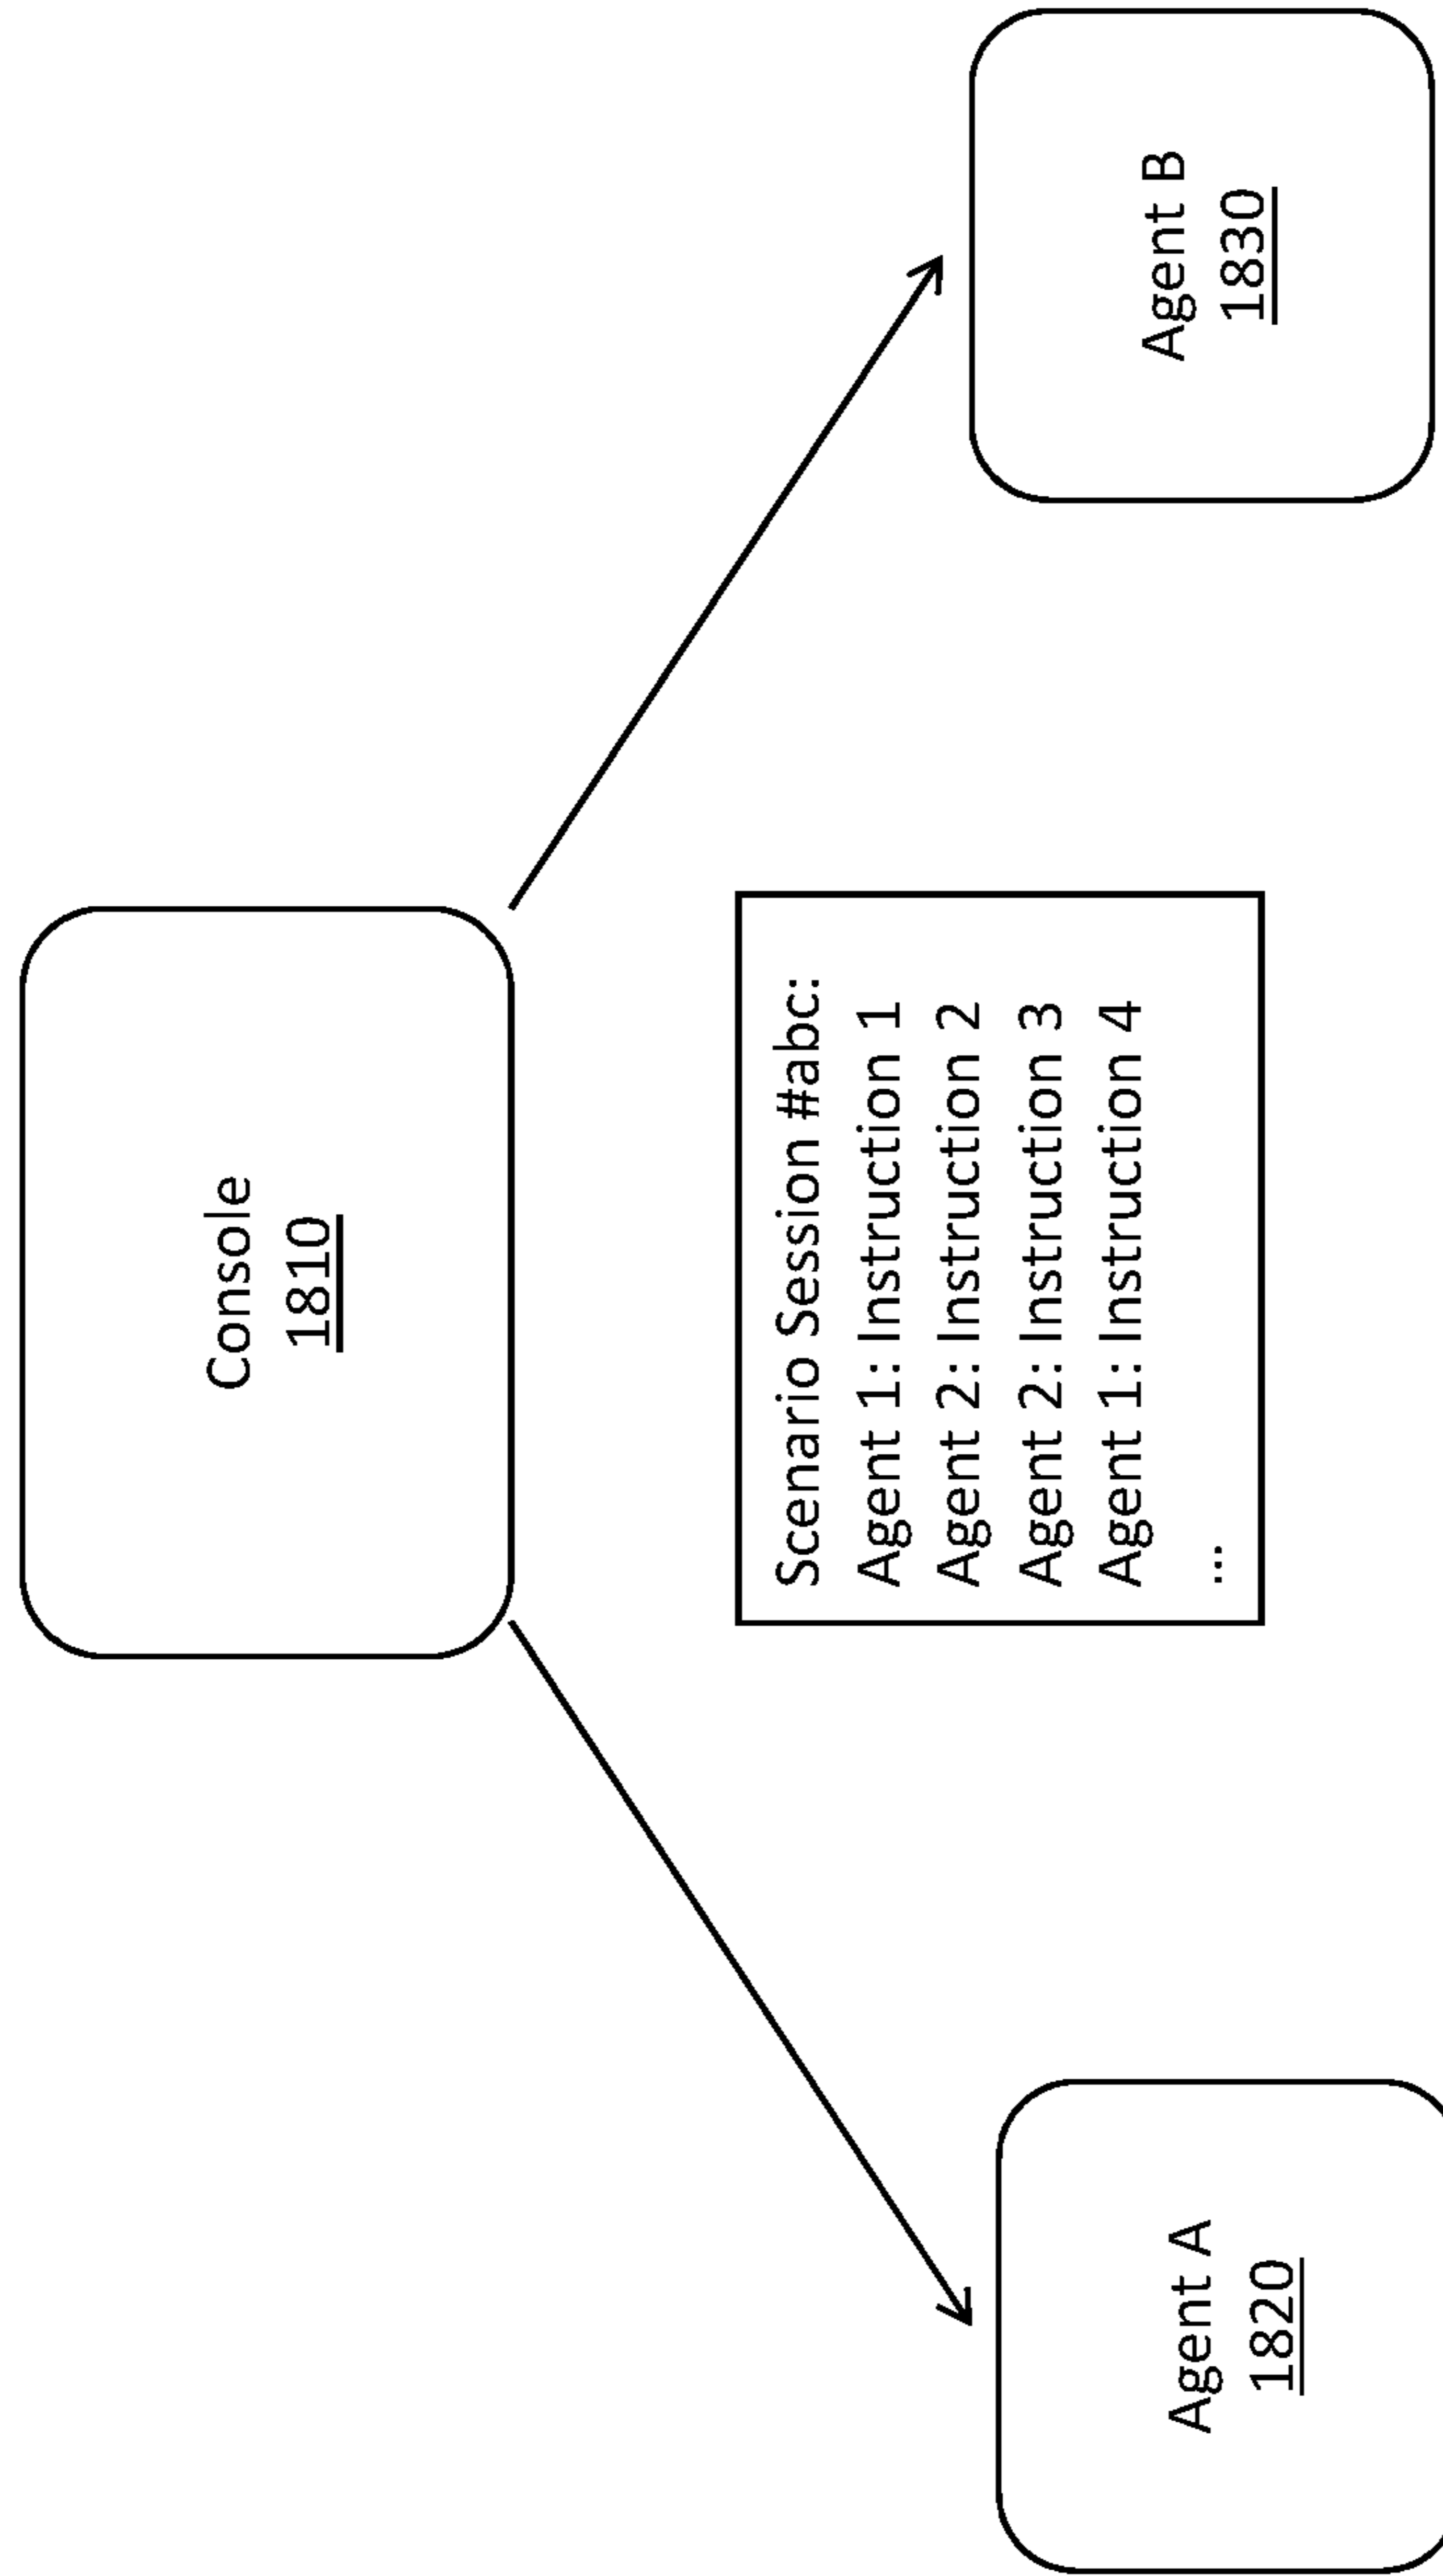 Console
1810
Scenario Session #abc:
Agent 1: Instruction 1
Agent 2: Instruction 2
Agent 2: Instruction 3
Agent 1: Instruction 4
...
Agent A
1820
Agent B
1830